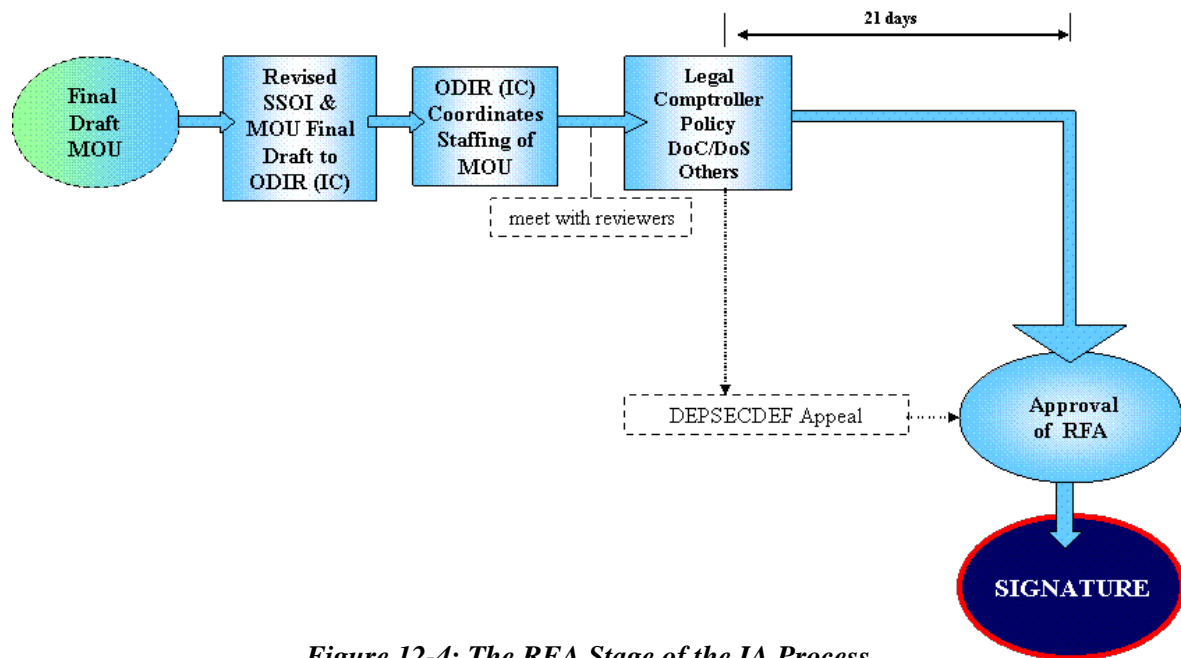 21 days
Final
Draft
MOU
Revised
SSOI &
MOU Final
Draft to
ODIR (IC)
ODIR (IC)
Coordinates
Staffing of
MOU
Legal
Comptroller
Policy
DoC/DoS
Others
meet with reviewers
DEPSECDEF Appeal
Approval
of RFA
SIGNATURE
Figure 12-4: The RFA Stage of the IA Process